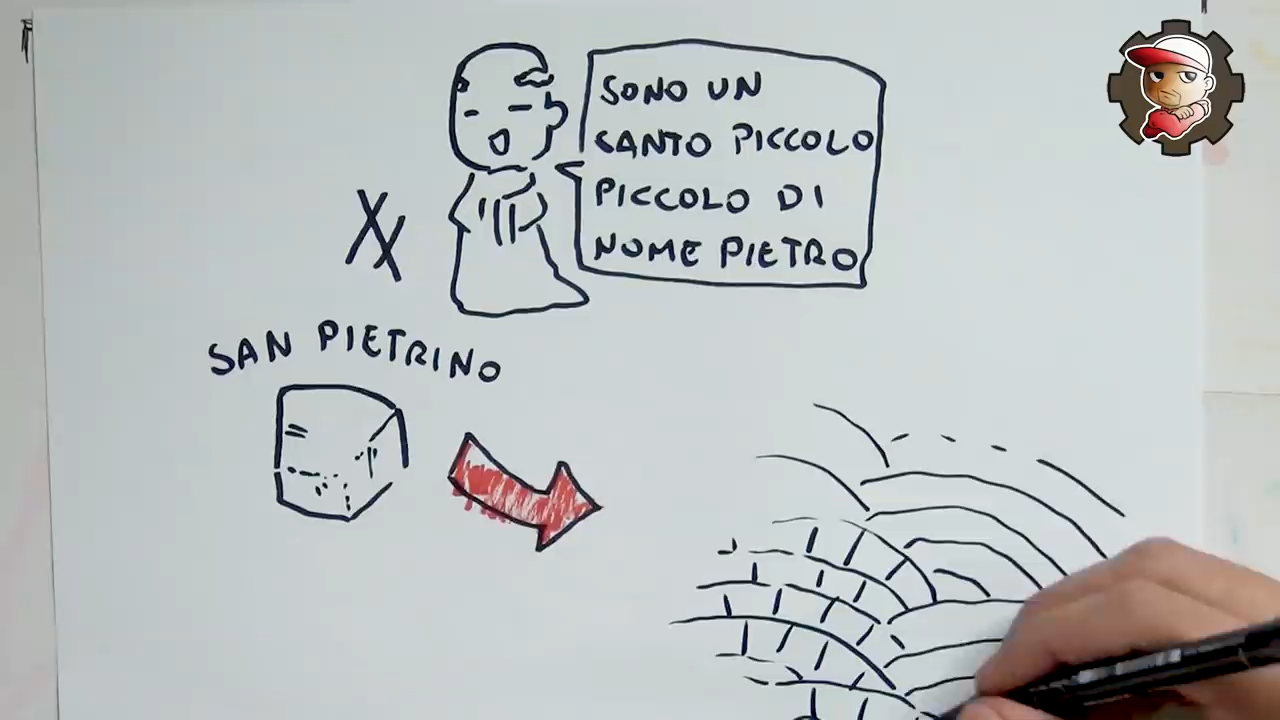 SONO UN
SANTO PICCOLO
PICCOLO DI
NOME PIETRO
SAN PIETRINO